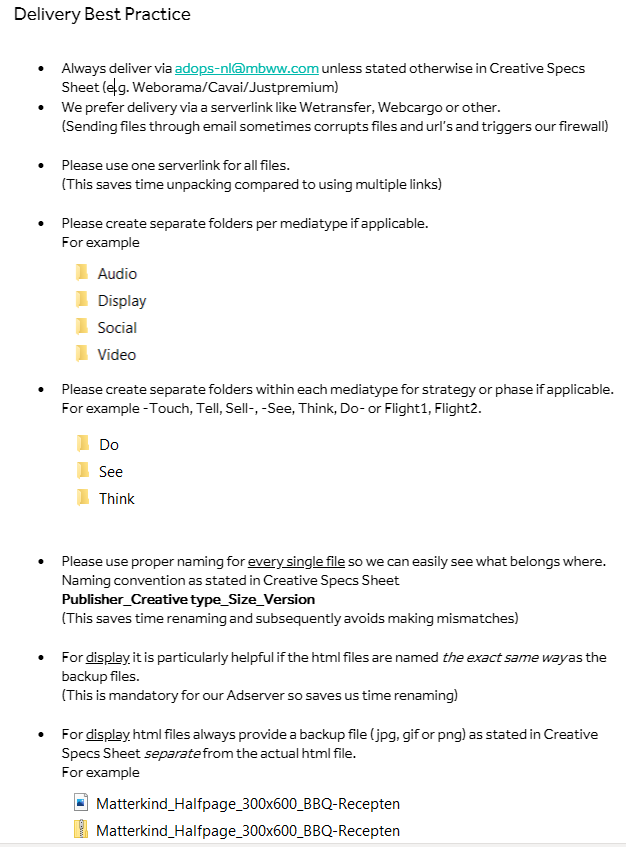 Delivery Best Practice
• Always deliver via adops-nl@mbww.com unless stated otherwise in Creative Specs
Sheet (e.g. Weborama/Cavai/Justpremium)
• We prefer delivery via a serverlink like Wetransfer, Webcargo or other.
(Sending files through email sometimes corrupts files and url's and triggers our firewall)
• Please use one serverlink for all files.
(This saves time unpacking compared to using multiple links)
• Please create separate folders per mediatype if applicable.
For example
Audio
Display
Social
Video
• Please create separate folders within each mediatype for strategy or phase if applicable.
For example -Touch, Tell, Sell-, -See, Think, Do- or Flight1, Flight2.
Do
See
Think
• Please use proper naming for every single file so we can easily see what belongs where.
Naming convention as stated in Creative Specs Sheet
Publisher_Creative type_Size_Version
(This saves time renaming and subsequently avoids making mismatches)
• For display it is particularly helpful if the html files are named the exact same way as the
backup files.
(This is mandatory for our Adserver so saves us time renaming)
• For display html files always provide a backup file (jpg, gif or png) as stated in Creative
Specs Sheet separate from the actual html file.
For example
Matterkind_Halfpage_300x600_BBQ-Recepten
Matterkind_Halfpage_300x600_BBQ-Recepten